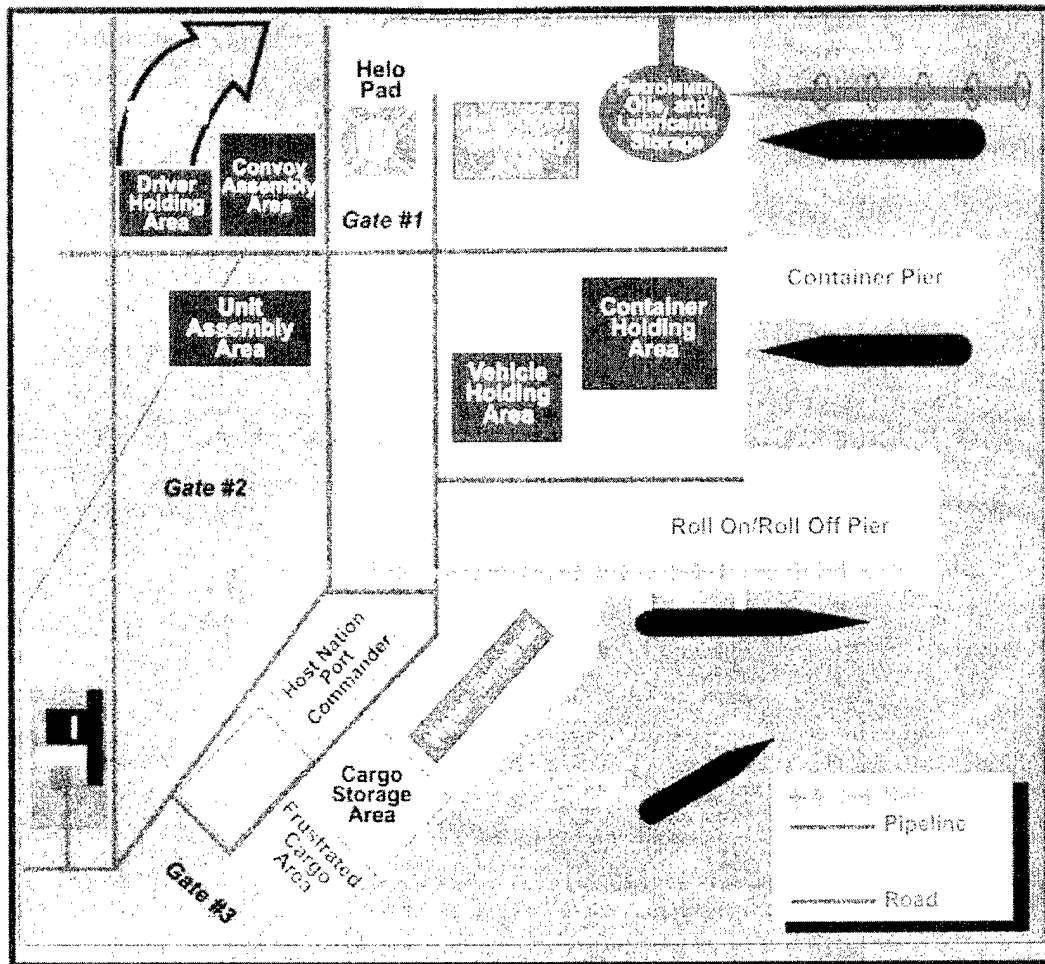 Helo
Pad
Petroleum
Oils, and
Lubricants
Storage
Driver
Holding
Area
Convoy
Assembly
Area
Gate #1
Container Pier
Unit
Assembly
Area
Container
Holding
Area
Vehicle
Holding
Area
Gate #2
Roll On/Roll Off Pier
Host Nation
Port
Commander
Cargo
Storage
Area
Frustrated
Cargo
Area
Gate #3
Pipeline
Road